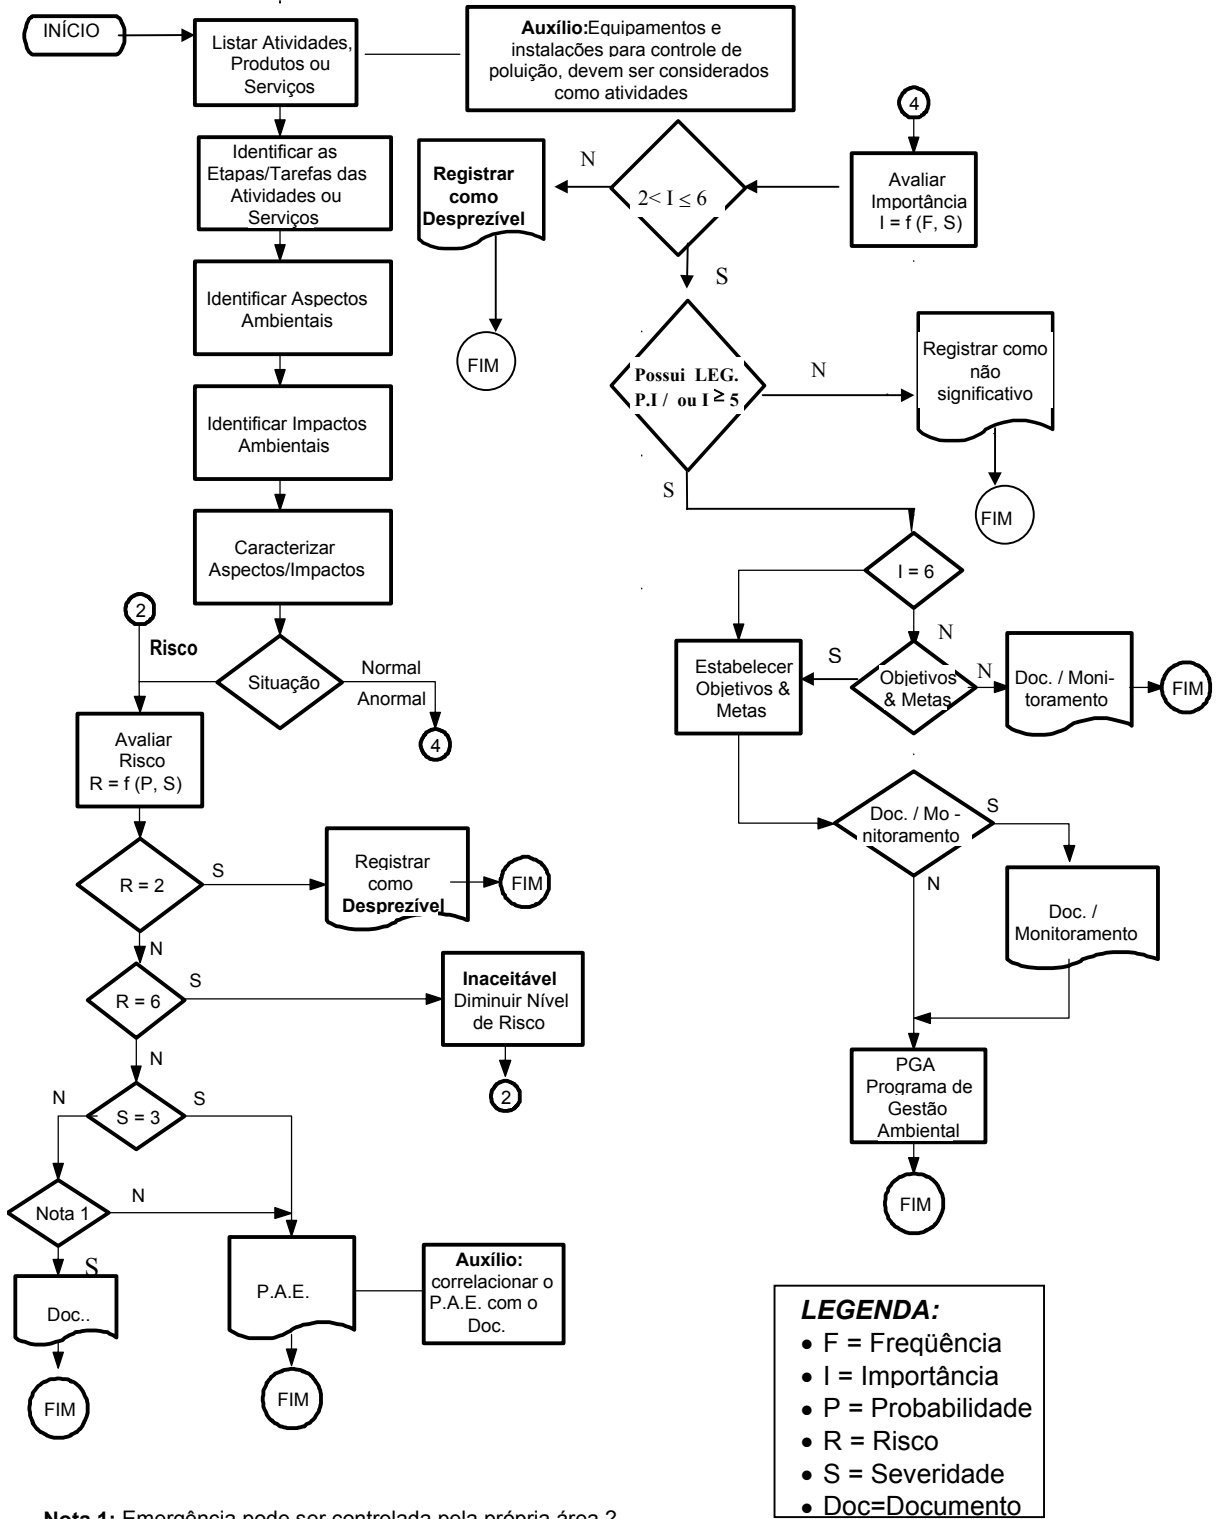 INÍCIO
Listar Atividades,
Produtos ou
Serviços
Auxílio:Equipamentos e
instalacões para controle de
poluição, devem ser considerados
como atividades
Identificar as
Etapas/Tarefas das
Atividades ou
Serviços
Identificar Aspectos
Ambientais
Identificar Impactos
Ambientais
Caracterizar
Aspectos/Impactos
2
Risco
Situação
Normal
Anormal
4
Avaliar
Risco
R = f (P, S)
R = 2
S
Registrar
como
Desprezível
FIM
N
R = 6
S
Inaceitável
Diminuir Nível
de Risco
2
N
S = 3
N
S
Nota 1
N
S
Doc..
FIM
P.A.E.
FIM
Auxílio:
correlacionar o
P.A.E. com o
Doc.
4
Avaliar
Importância
I = f (F, S)
2< I ≤ 6
N
Registrar
como
Desprezível
FIM
S
Possui LEG.
P.I / ou I ≥ 5
N
Registrar como
não
significativo
FIM
S
I = 6
N
Objetivos
& Metas
S
Estabelecer
Objetivos &
Metas
N
Doc. / Moni-
toramento
FIM
Doc. / Mo -
nitoramento
S
Doc. /
Monitoramento
N
PGA
Programa de
Gestão
Ambiental
FIM
LEGENDA:
• F = Freqüência
• I = Importância
• P = Probabilidade
• R = Risco
• S = Severidade
• Doc=Documento
Nota 1: Emergência pode ser controlada pela própria área ?